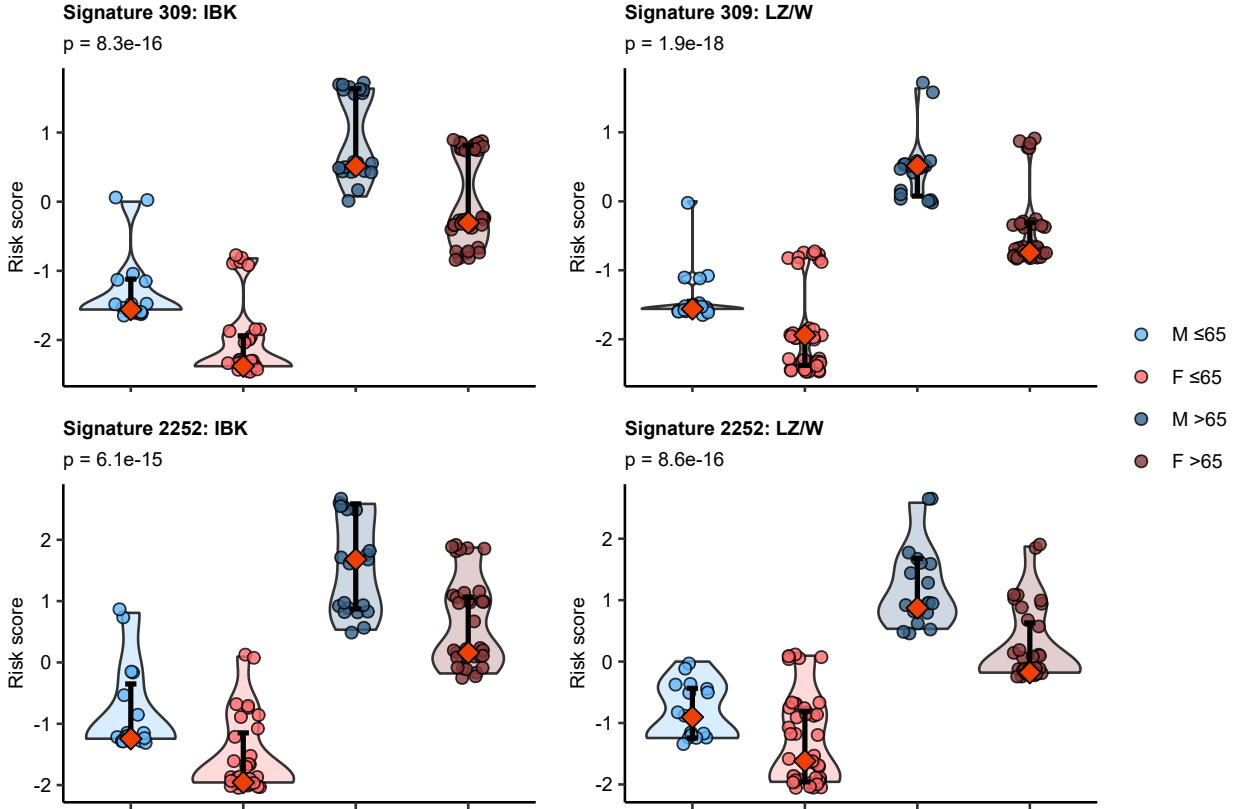 Signature 309: IBK
p = 8.3e-16
Risk score
1
0
-1
-2
Signature 309: LZ/W
p = 1.9e-18
Risk score
1
0
-1
-2
Signature 2252: IBK
p = 6.1e-15
Risk score
2
1
0
-1
-2
Signature 2252: LZ/W
p = 8.6e-16
Risk score
2
1
0
-1
-2
M ≤65
F ≤65
M >65
F >65